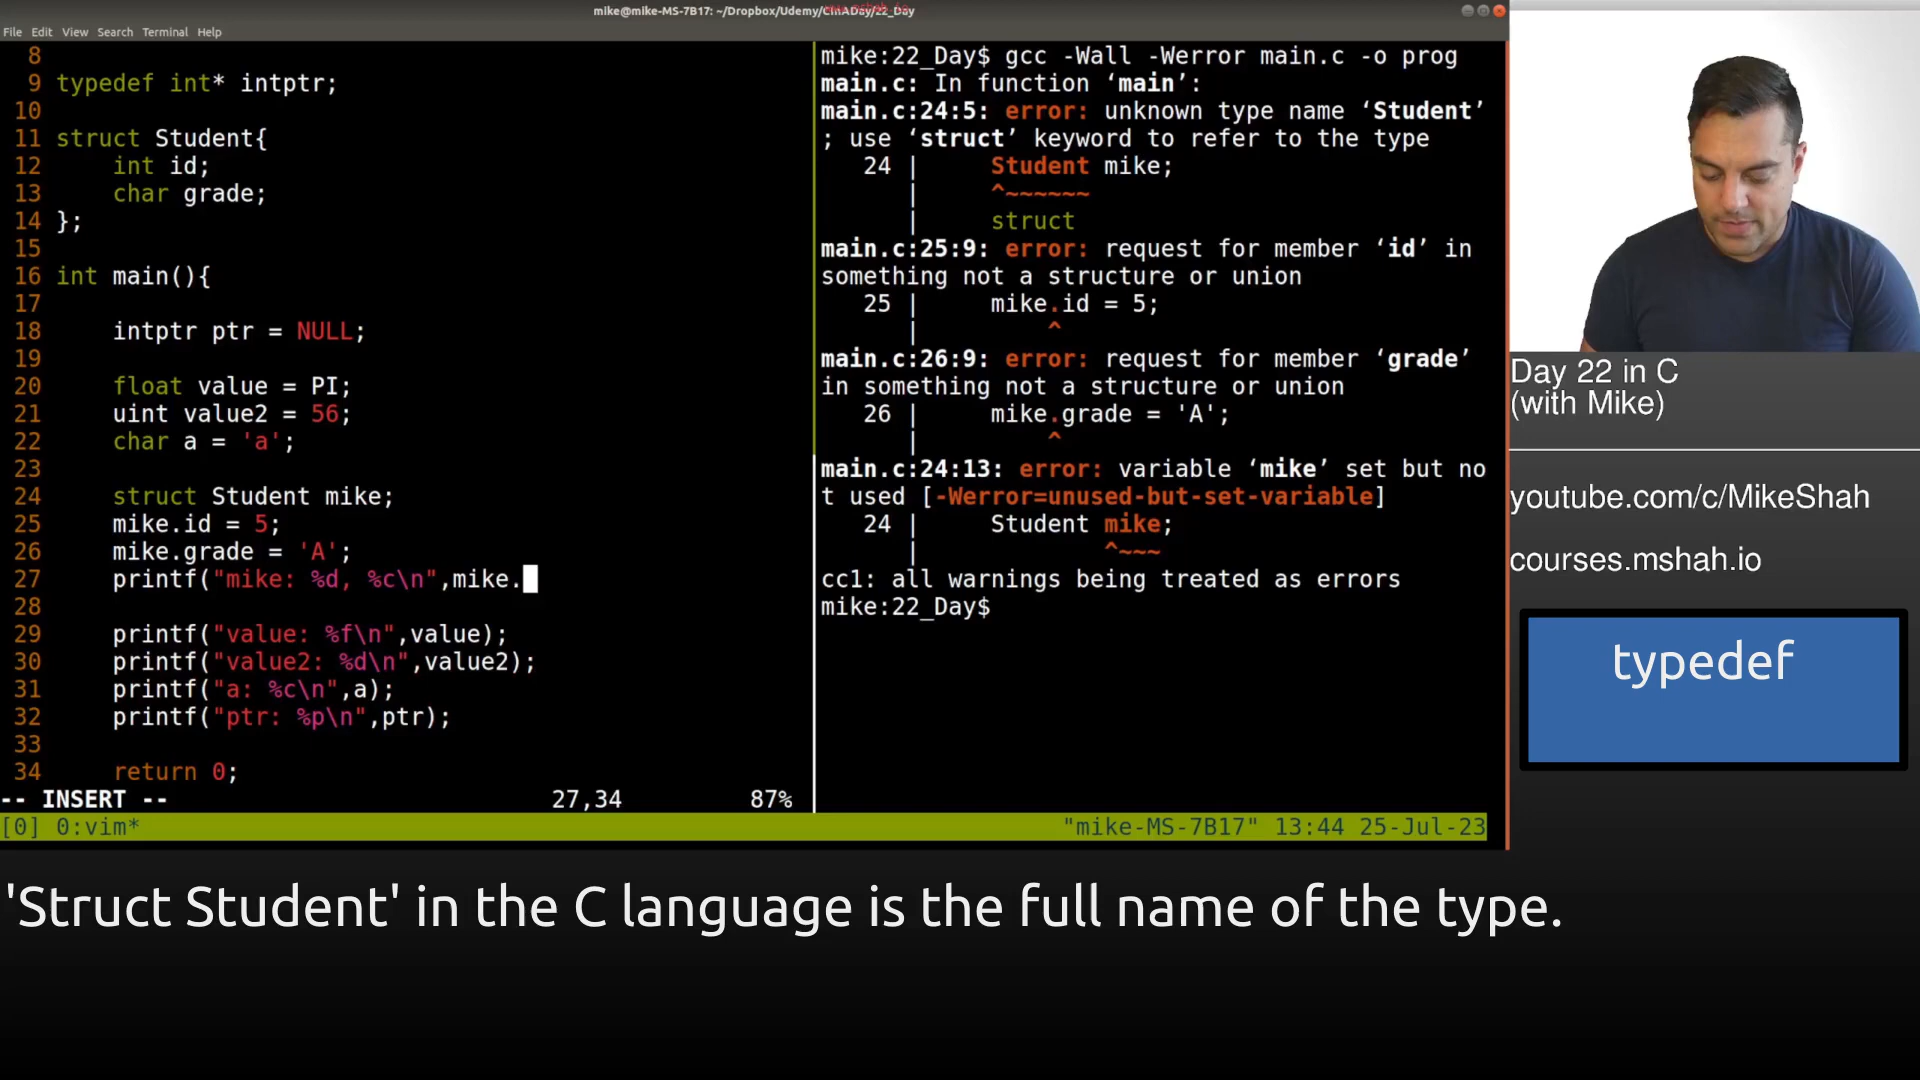 mike@mike-MS-7B17: ~/Dropbox/Udemy/CInADay/22_Day
File Edit View Search Terminal Help
8
9 typedef int* intptr;
10
11 struct Student{
12     int id;
13     char grade;
14 };
15
16 int main(){
17
18     intptr ptr = NULL;
19
20     float value = PI;
21     uint value2 = 56;
22     char a = 'a';
23
24     struct Student mike;
25     mike.id = 5;
26     mike.grade = 'A';
27     printf("mike: %d, %c\n",mike.
28
29     printf("value: %f\n",value);
30     printf("value2: %d\n",value2);
31     printf("a: %c\n",a);
32     printf("ptr: %p\n",ptr);
33
34     return 0;
-- INSERT -- 27,34 87%
mike:22_Day$ gcc -Wall -Werror main.c -o prog
main.c: In function ‘main’:
main.c:24:5: error: unknown type name ‘Student’
; use ‘struct’ keyword to refer to the type
   24 |     Student mike;
      |     ^~~~~~~
      |     struct
main.c:25:9: error: request for member ‘id’ in
something not a structure or union
   25 |     mike.id = 5;
      |         ^
main.c:26:9: error: request for member ‘grade’
in something not a structure or union
   26 |     mike.grade = 'A';
      |         ^
main.c:24:13: error: variable ‘mike’ set but no
t used [-Werror=unused-but-set-variable]
   24 |     Student mike;
      |             ^~~~
cc1: all warnings being treated as errors
mike:22_Day$
[0] 0:vim* "mike-MS-7B17" 13:44 25-Jul-23
Day 22 in C
(with Mike)
youtube.com/c/MikeShah
courses.mshah.io
typedef
'Struct Student' in the C language is the full name of the type.